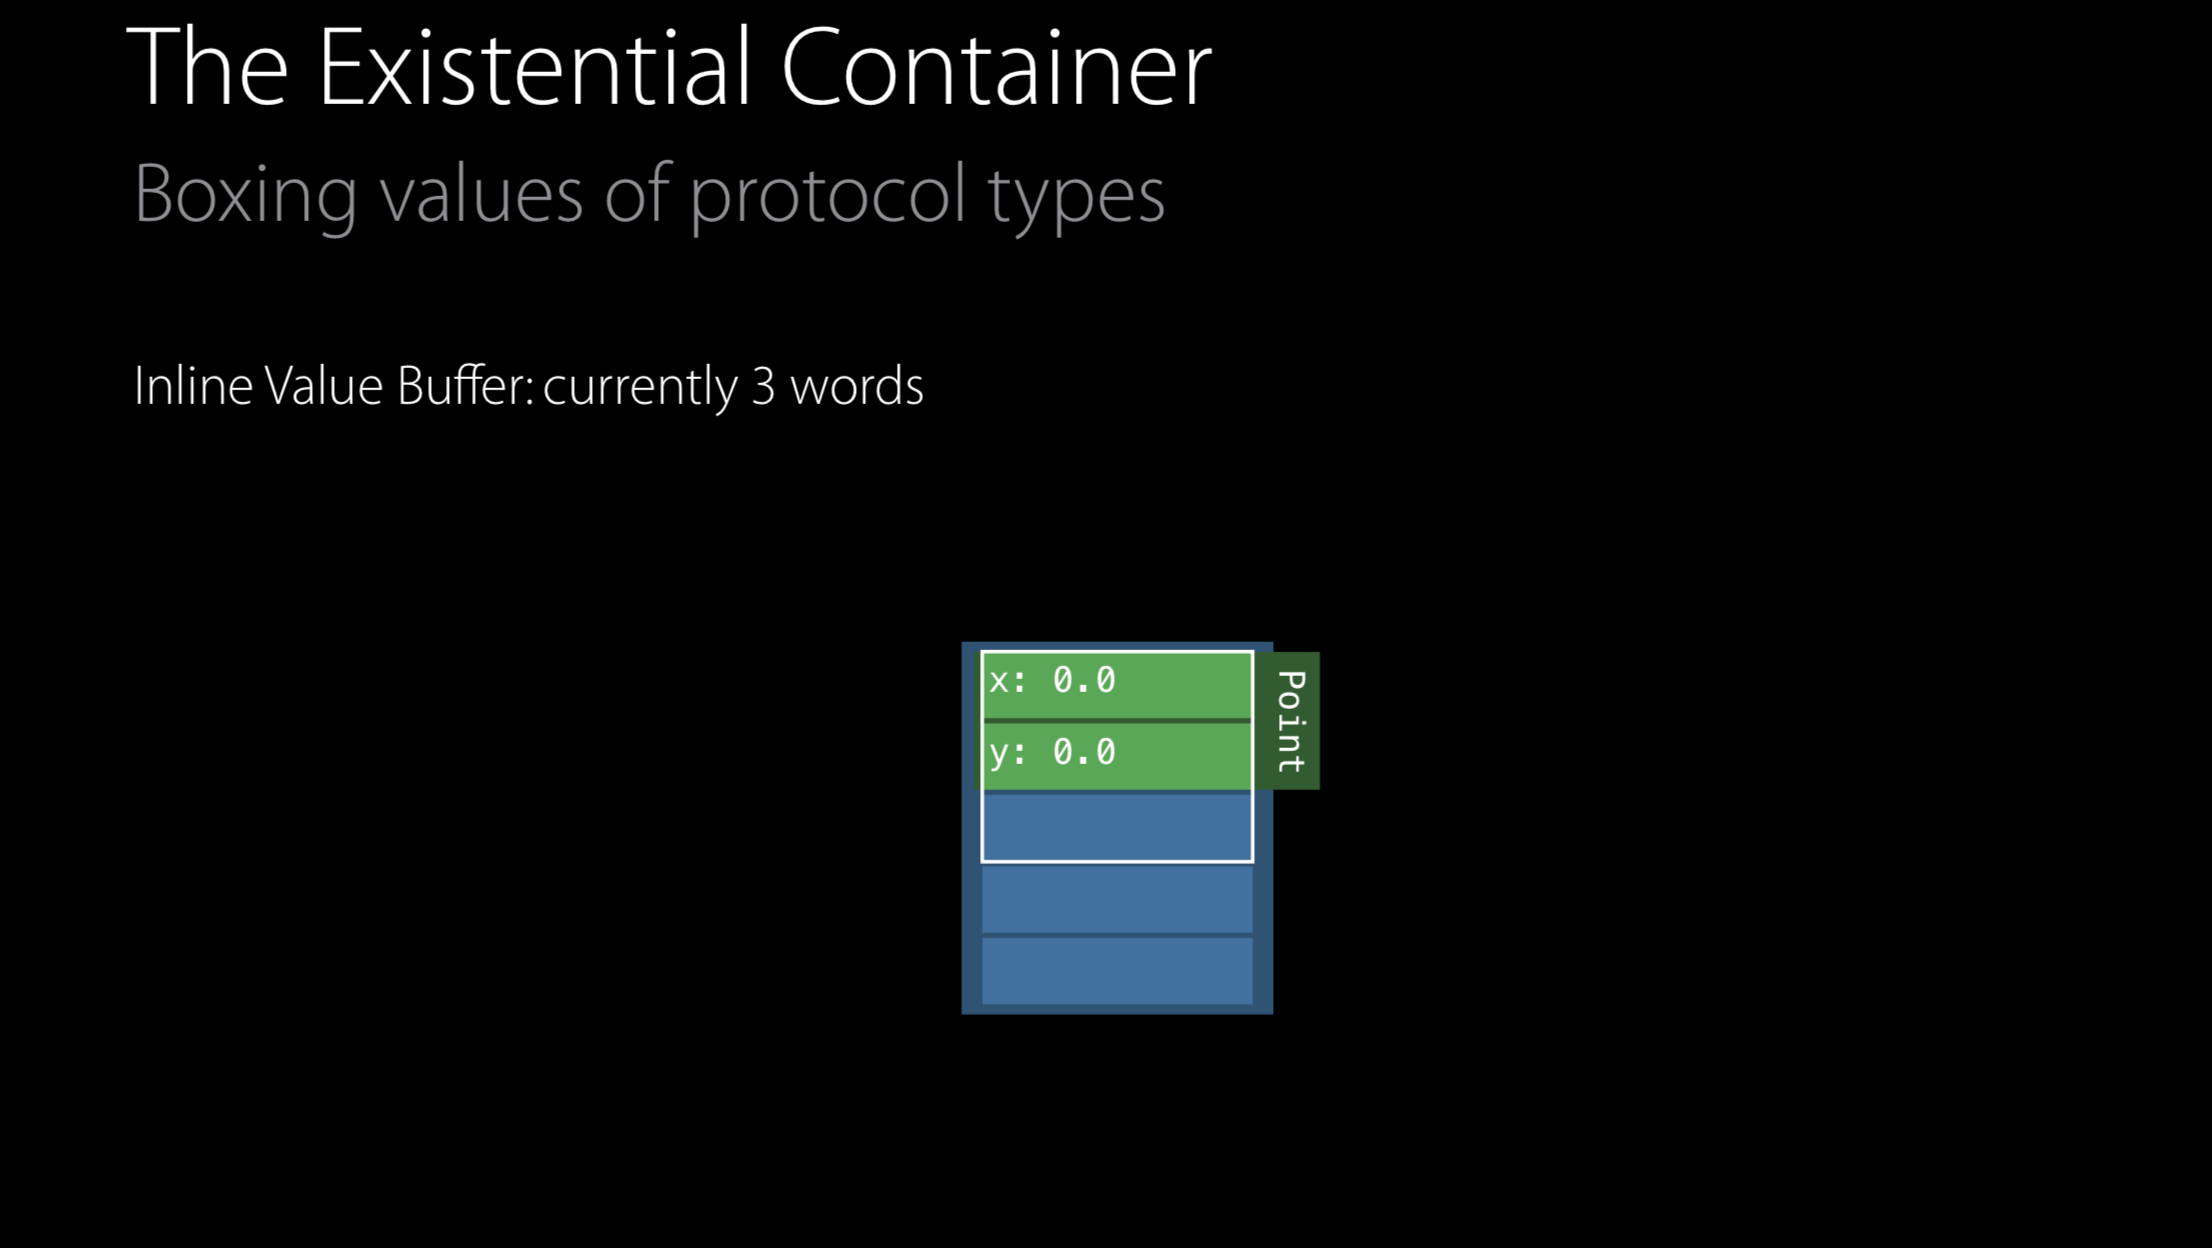 The Existential Container
Boxing values of protocol types
Inline Value Buffer: currently 3 words
x: 0.0
y: 0.0
Point